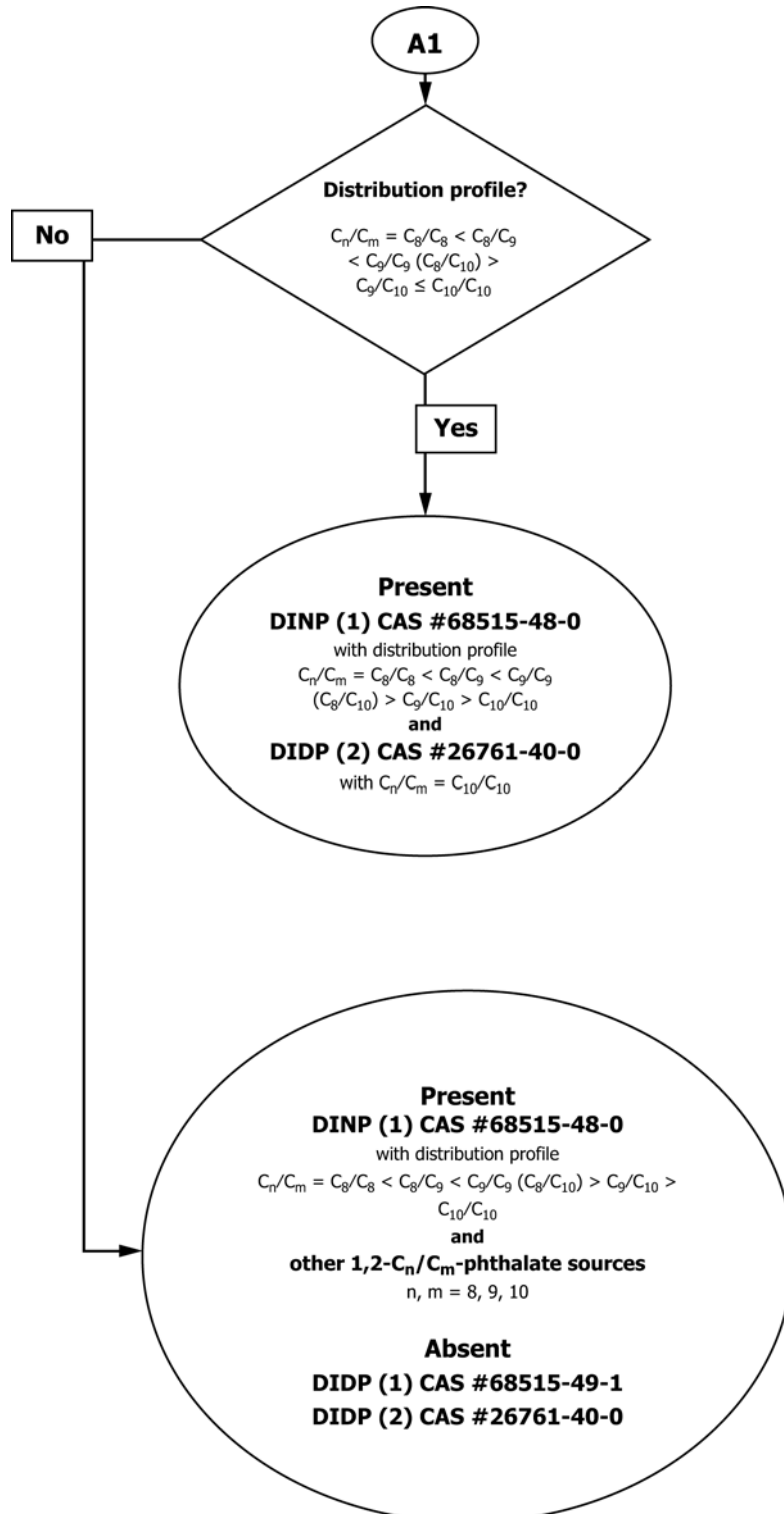 A1
Distribution profile?
Cₙ/Cₘ = C₈/C₈ < C₈/C₉
< C₉/C₉ (C₈/C₁₀) >
C₉/C₁₀ ≤ C₁₀/C₁₀
No
Yes
Present
DINP (1) CAS #68515-48-0
with distribution profile
Cₙ/Cₘ = C₈/C₈ < C₈/C₉ < C₉/C₉
(C₈/C₁₀) > C₉/C₁₀ > C₁₀/C₁₀
and
DIDP (2) CAS #26761-40-0
with Cₙ/Cₘ = C₁₀/C₁₀
Present
DINP (1) CAS #68515-48-0
with distribution profile
Cₙ/Cₘ = C₈/C₈ < C₈/C₉ < C₉/C₉ (C₈/C₁₀) > C₉/C₁₀ >
C₁₀/C₁₀
and
other 1,2-Cₙ/Cₘ-phthalate sources
n, m = 8, 9, 10
Absent
DIDP (1) CAS #68515-49-1
DIDP (2) CAS #26761-40-0